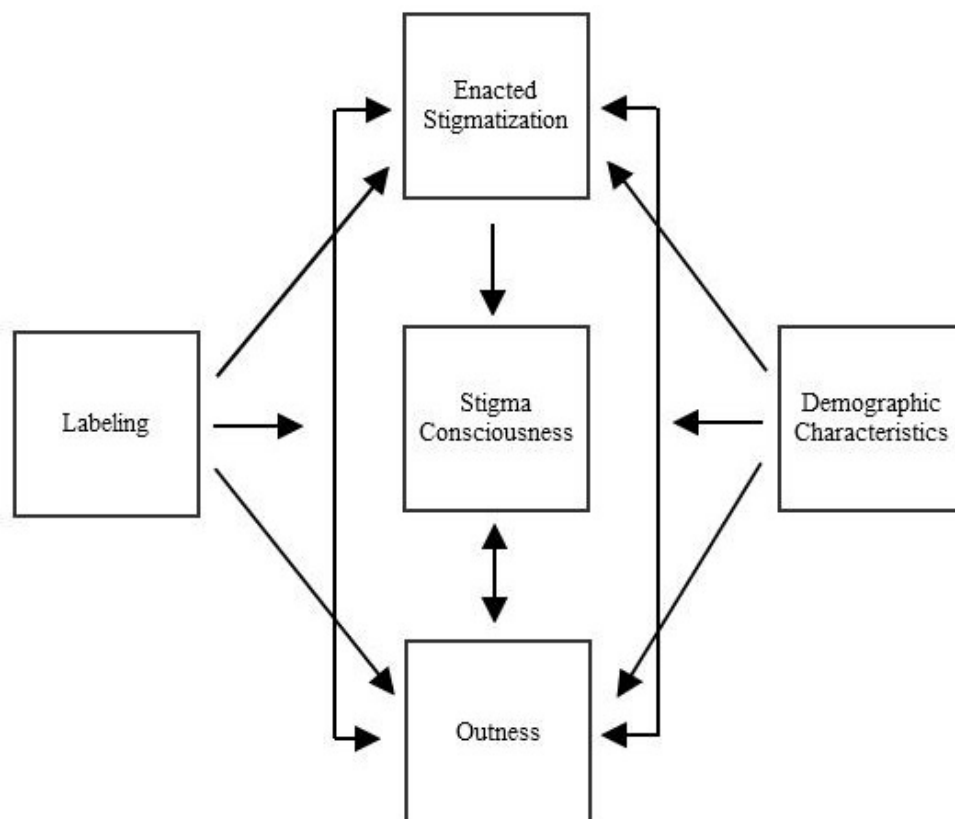 Enacted
Stigmatization
Labeling
Stigma
Consciousness
Demographic
Characteristics
Outness